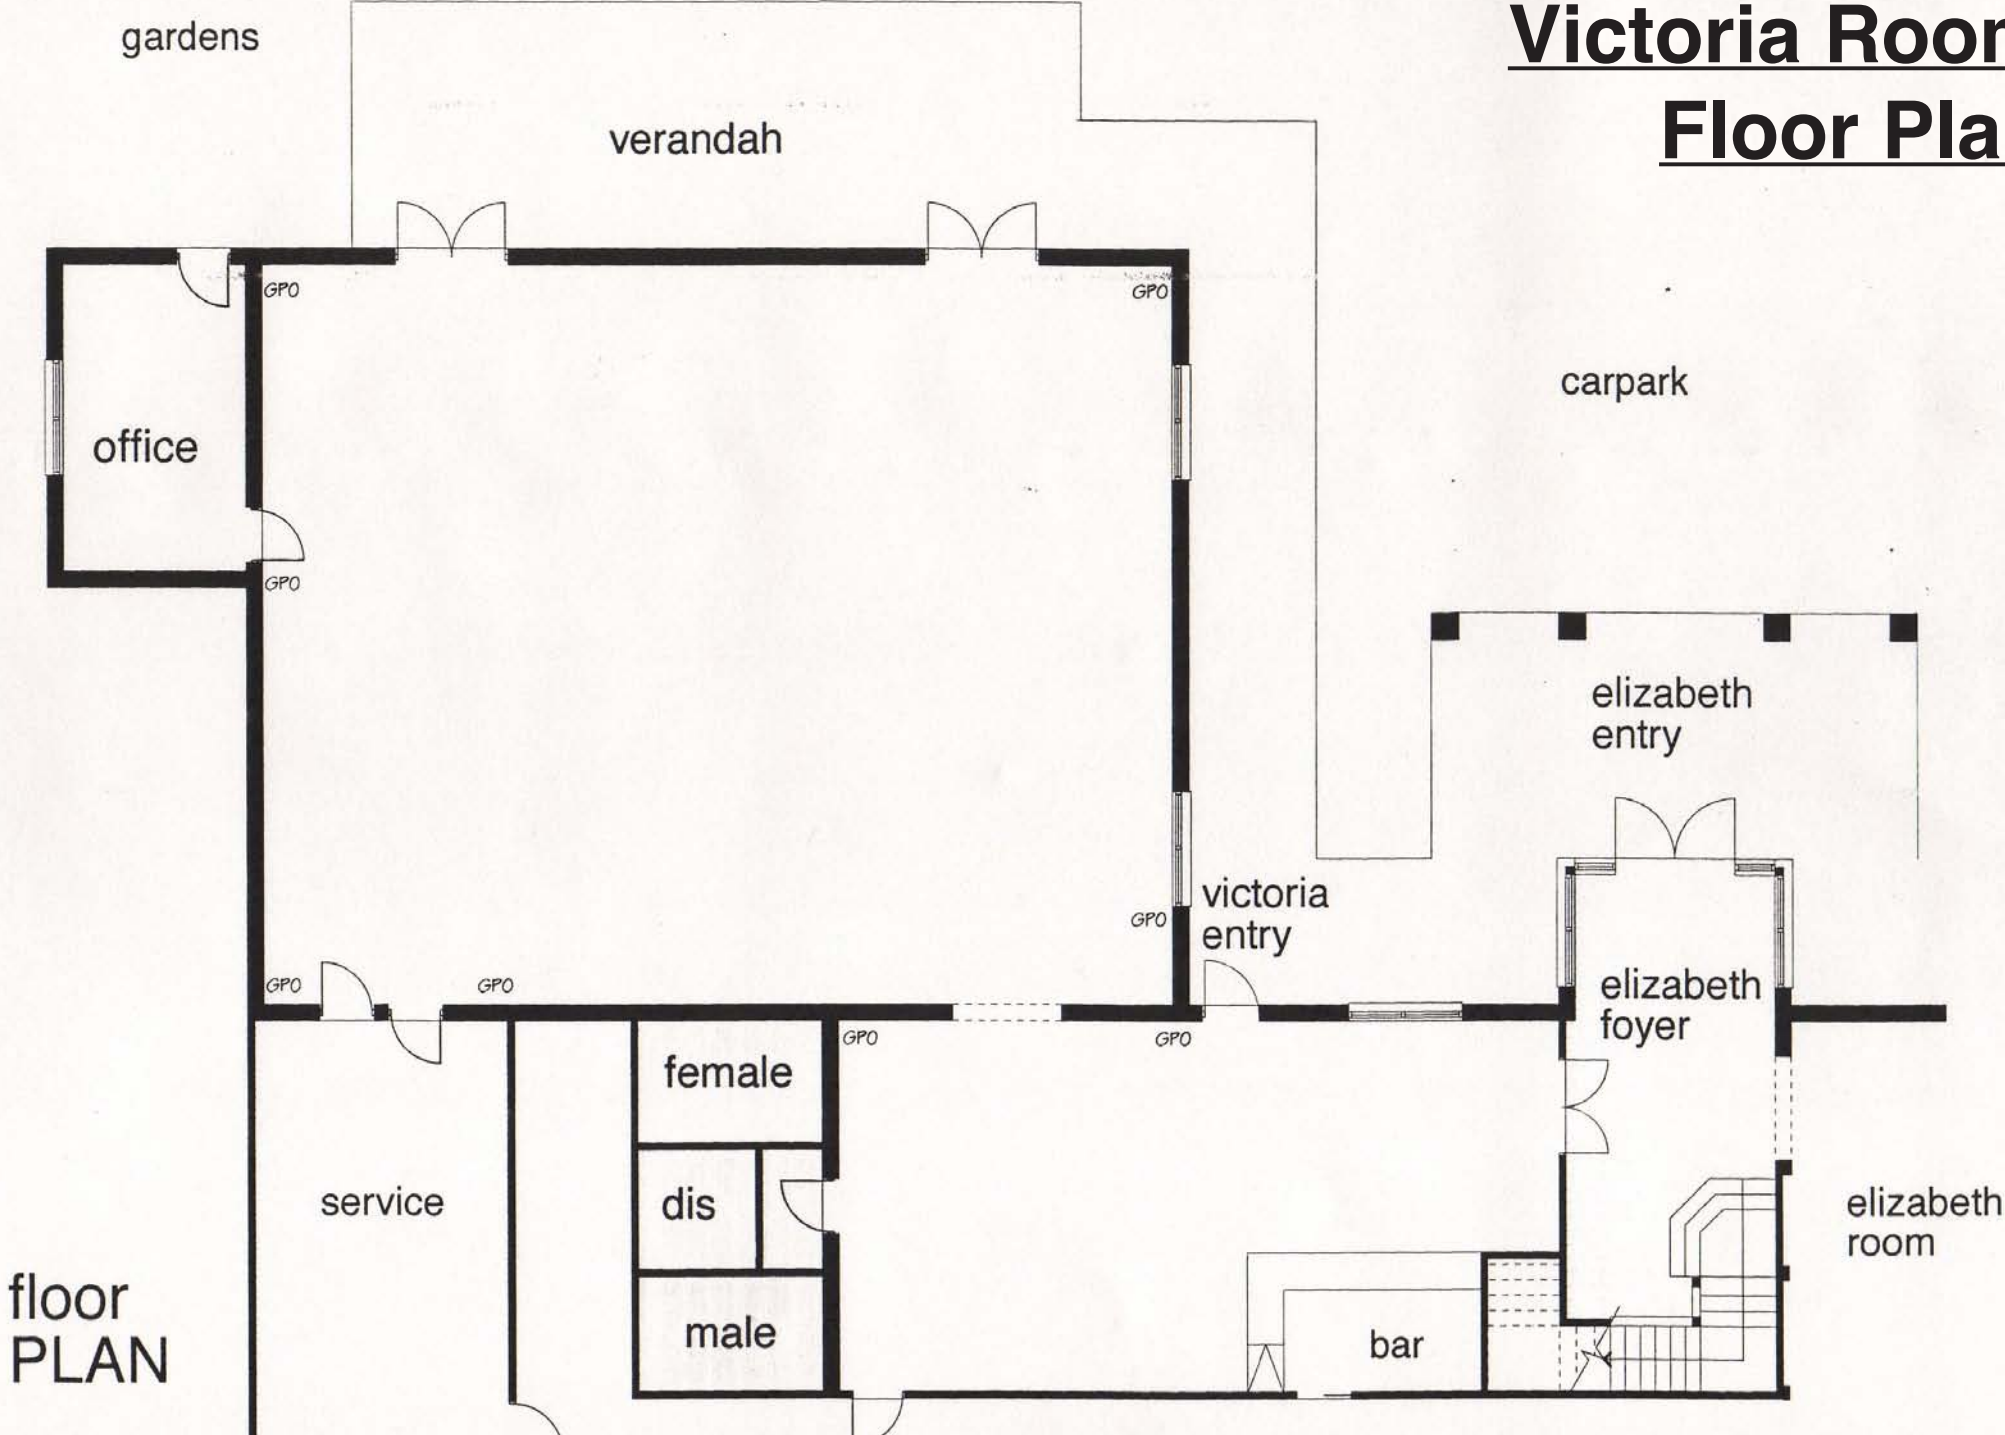 Victoria Roon
Floor Pla
gardens
verandah
GPO
GPO
carpark
office
GPO
elizabeth
entry
victoria
entry
GPO
GPO
GPO
elizabeth
foyer
GPO
GPO
female
service
dis
elizabeth
room
floor
PLAN
male
bar